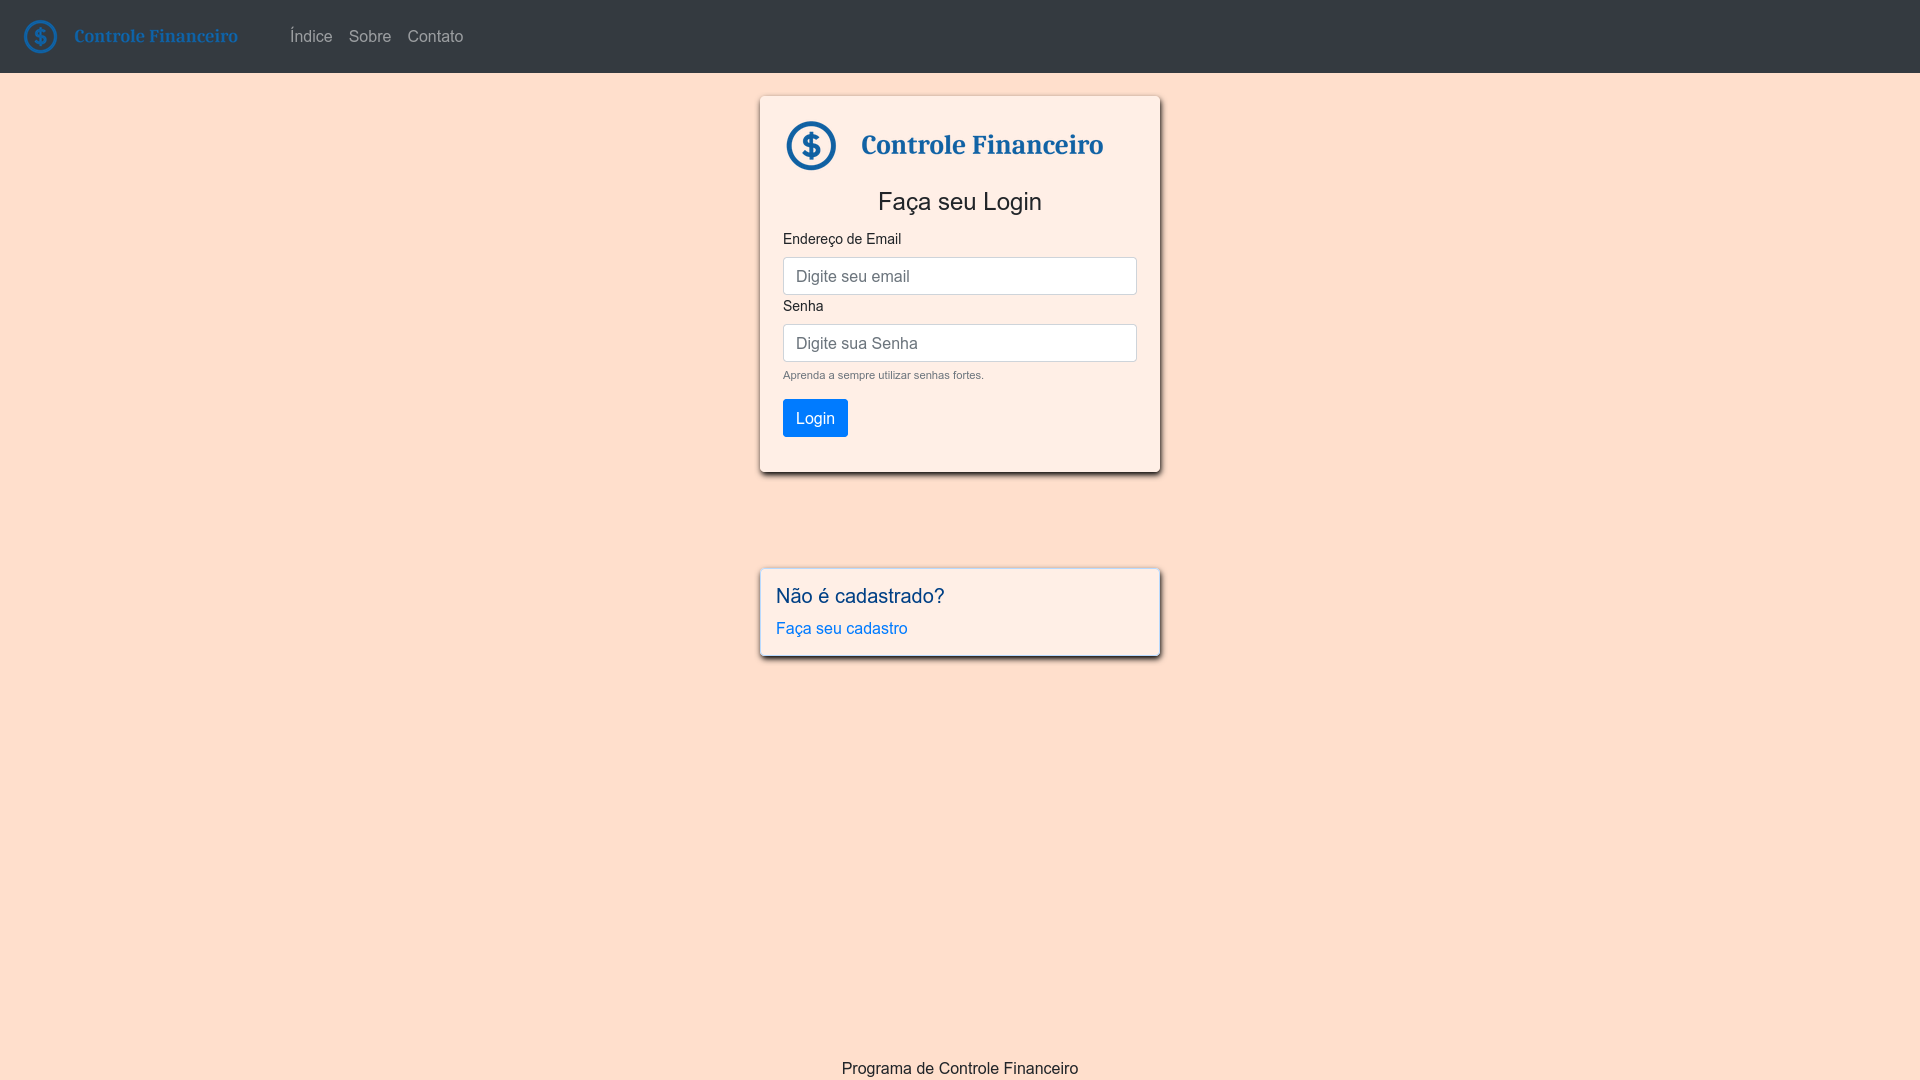 Controle Financeiro Índice Sobre Contato
Controle Financeiro
Faça seu Login
Endereço de Email
Digite seu email
Senha
Digite sua Senha
Aprenda a sempre utilizar senhas fortes.
Login
Não é cadastrado?
Faça seu cadastro
Programa de Controle Financeiro